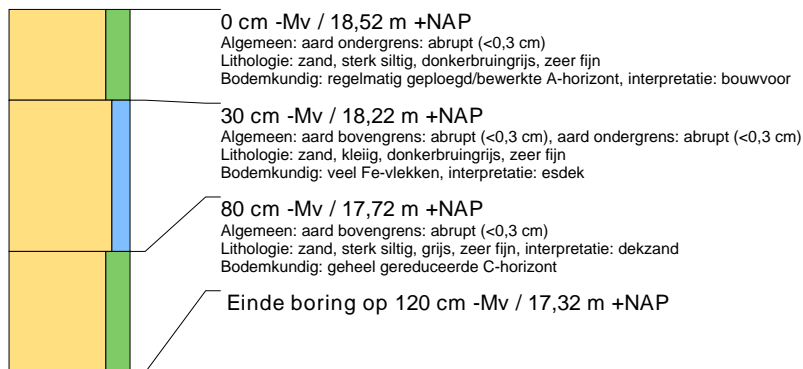 0 cm -Mv / 18,52 m +NAP
Algemeen: aard ondergrens: abrupt (<0,3 cm)
Lithologie: zand, sterk siltig, donkerbruingrijs, zeer fijn
Bodemkundig: regelmatig geploegd/bewerkte A-horizont, interpretatie: bouwvoor
30 cm -Mv / 18,22 m +NAP
Algemeen: aard bovengrens: abrupt (<0,3 cm), aard ondergrens: abrupt (<0,3 cm)
Lithologie: zand, kleiig, donkerbruingrijs, zeer fijn
Bodemkundig: veel Fe-vlekken, interpretatie: esdek
80 cm -Mv / 17,72 m +NAP
Algemeen: aard bovengrens: abrupt (<0,3 cm)
Lithologie: zand, sterk siltig, grijs, zeer fijn, interpretatie: dekzand
Bodemkundig: geheel gereduceerde C-horizont
Einde boring op 120 cm -Mv / 17,32 m +NAP